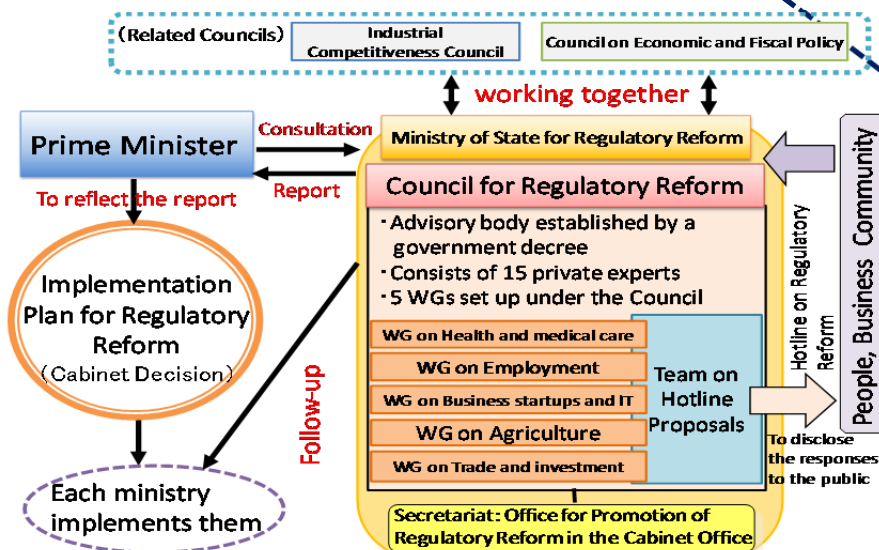 (Related Councils)
Industrial
Competitiveness Council
Council on Economic and Fiscal Policy
working together
Prime Minister
Consultation
Report
Ministry of State for Regulatory Reform
To reflect the report
Council for Regulatory Reform
・Advisory body established by a
government decree
・Consists of 15 private experts
・5 WGs set up under the Council
Implementation
Plan for Regulatory
Reform
(Cabinet Decision)
WG on Health and medical care
WG on Employment
WG on Business startups and IT
WG on Agriculture
WG on Trade and investment
Team on
Hotline
Proposals
Follow-up
Hotline on Regulatory
Reform
People, Business Community
To disclose
the responses
to the public
Each ministry
implements them
Secretariat: Office for Promotion of
Regulatory Reform in the Cabinet Office